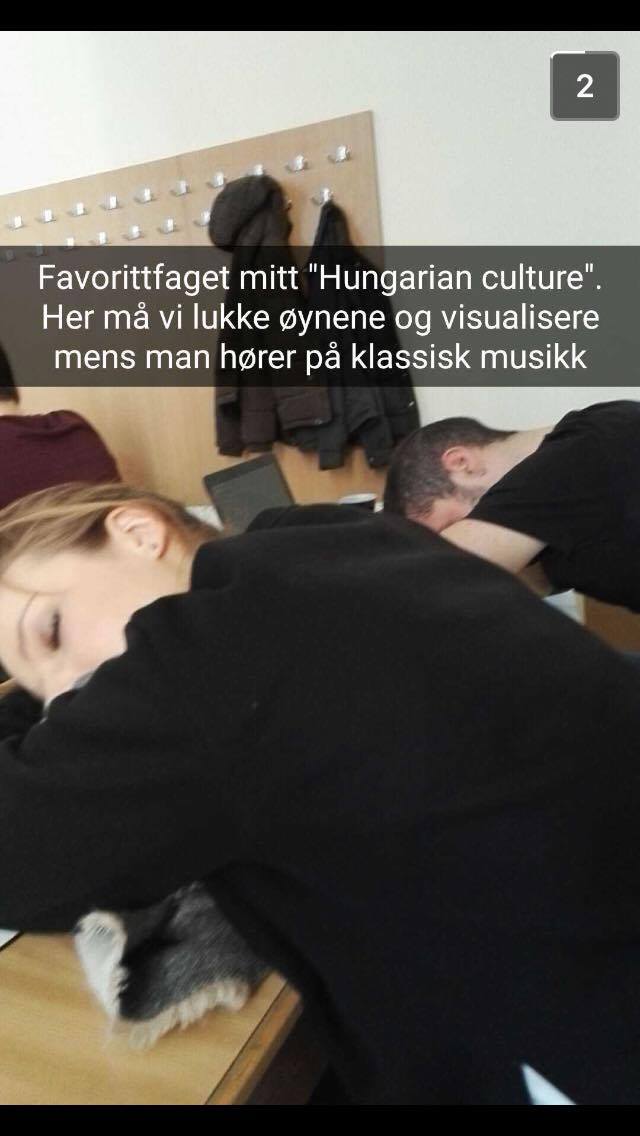 2
Favorittfaget mitt "Hungarian culture".
Her må vi lukke øynene og visualisere
mens man hører på klassisk musikk